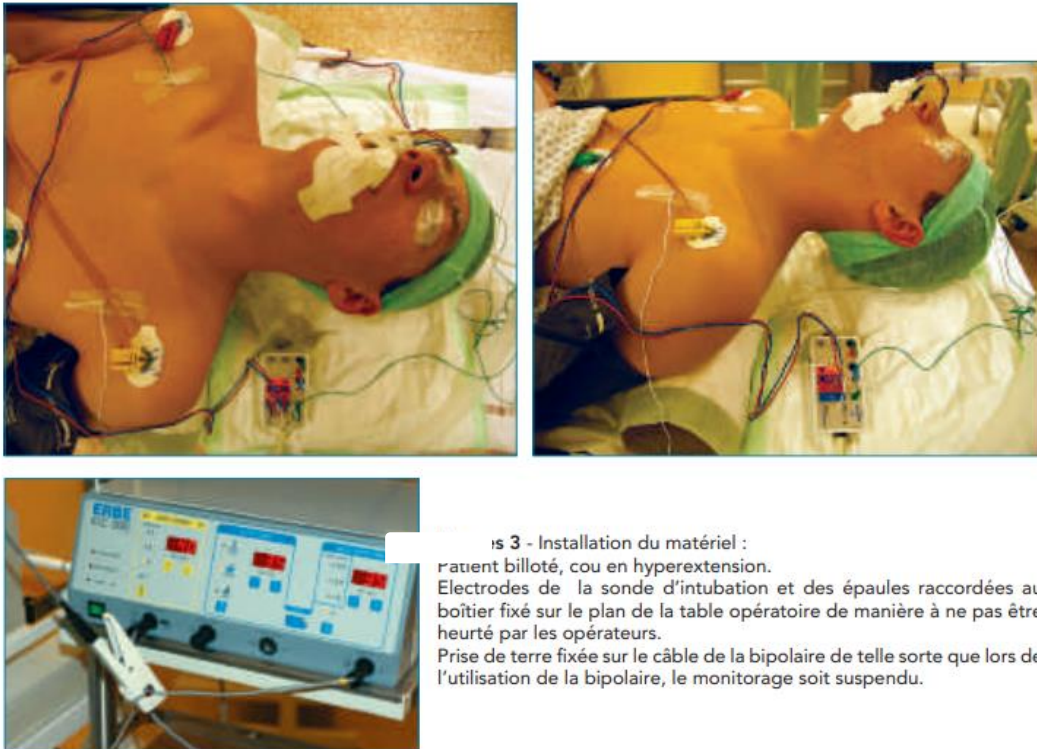 ERBE
es 3 - Installation du matériel :
Patient billoté, cou en hyperextension.
Electrodes de la sonde d'intubation et des épaules raccordées au
boîtier fixé sur le plan de la table opératoire de manière à ne pas être
heurté par les opérateurs.
Prise de terre fixée sur le câble de la bipolaire de telle sorte que lors de
l'utilisation de la bipolaire, le monitorage soit suspendu.